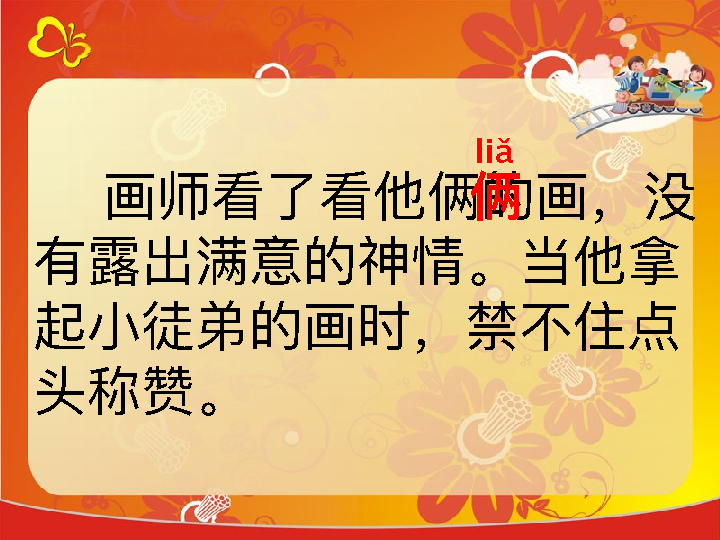 liǎ
画师看了看他俩的画，没
俩
有露出满意的神情。当他拿
起小徒弟的画时，禁不住点
头称赞。